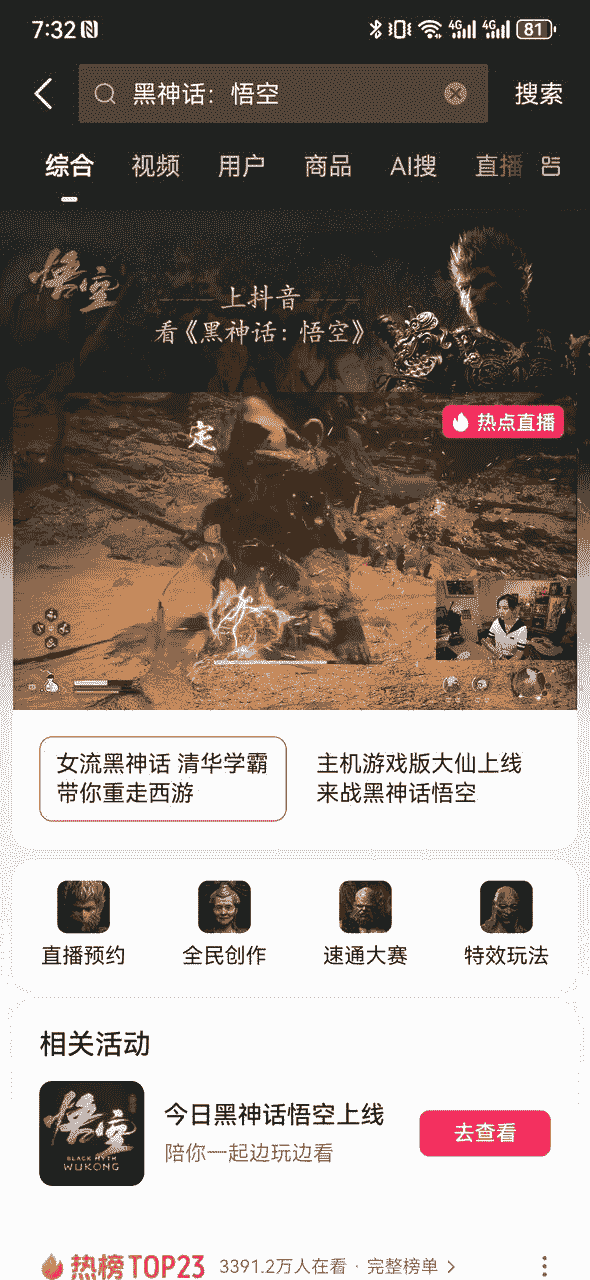 7:32
4G
4G
81
黑神话：悟空
搜索
综合
视频
用户
商品
AI搜
直播
悟空
上抖音
看《黑神话：悟空》
热点直播
定
女流黑神话 清华学霸
带你重走西游
主机游戏版大仙上线
来战黑神话悟空
直播预约
全民创作
速通大赛
特效玩法
相关活动
悟空
BLACK MYTH
WUKONG
今日黑神话悟空上线
陪你一起边玩边看
去查看
热榜TOP23
3391.2万人在看 · 完整榜单